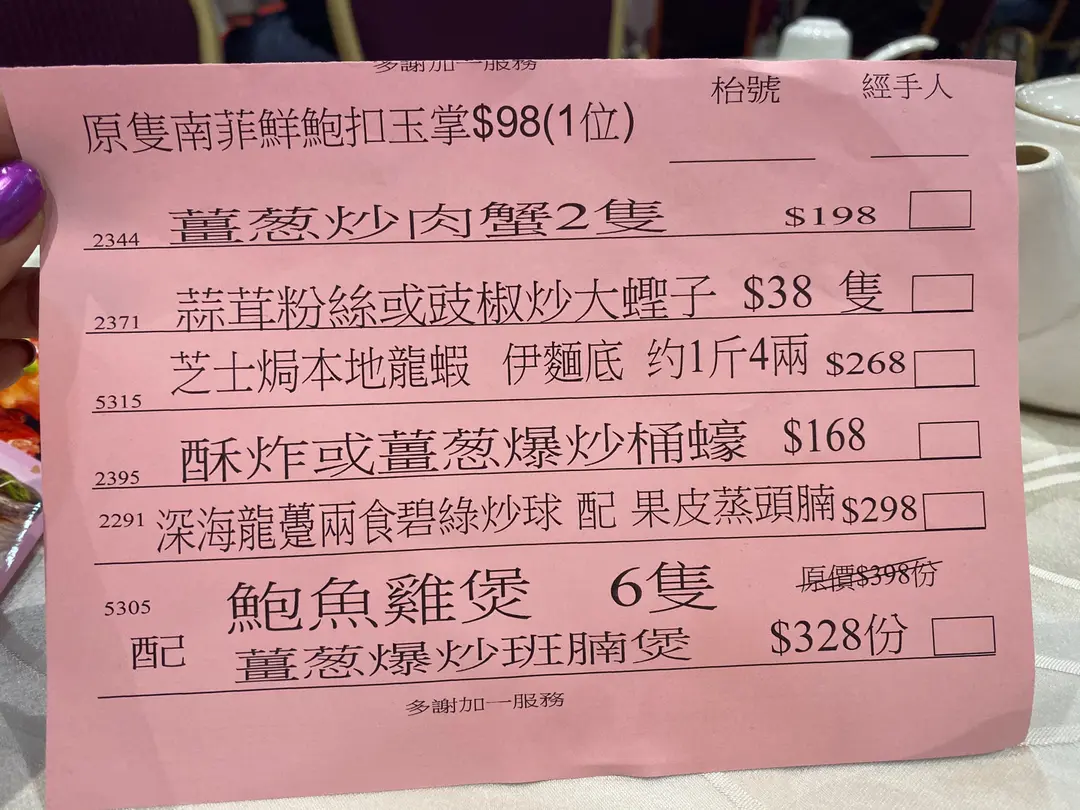 多謝加一服務
枱號 經手人
原隻南菲鮮鮑扣玉掌$98(1位)
2344 薑葱炒肉蟹2隻 $198
2371 蒜茸粉絲或豉椒炒大蟶子 $38 隻
5315 芝士焗本地龍蝦 伊麵底 约1斤4兩 $268
2395 酥炸或薑葱爆炒桶蠔 $168
2291 深海龍躉兩食碧綠炒球 配 果皮蒸頭腩 $298
原價$398份
5305 鮑魚雞煲 6隻
配 薑葱爆炒班腩煲 $328份
多謝加一服務